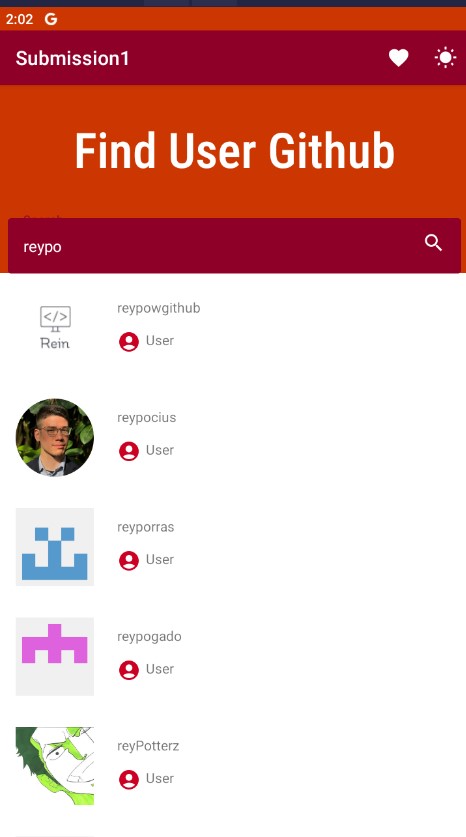 2:02 G
Submission1
Find User Github
reypo
</>
Rein
reypowgithub
User
reypocius
User
reyporras
User
reypogado
User
reyPotterz
User